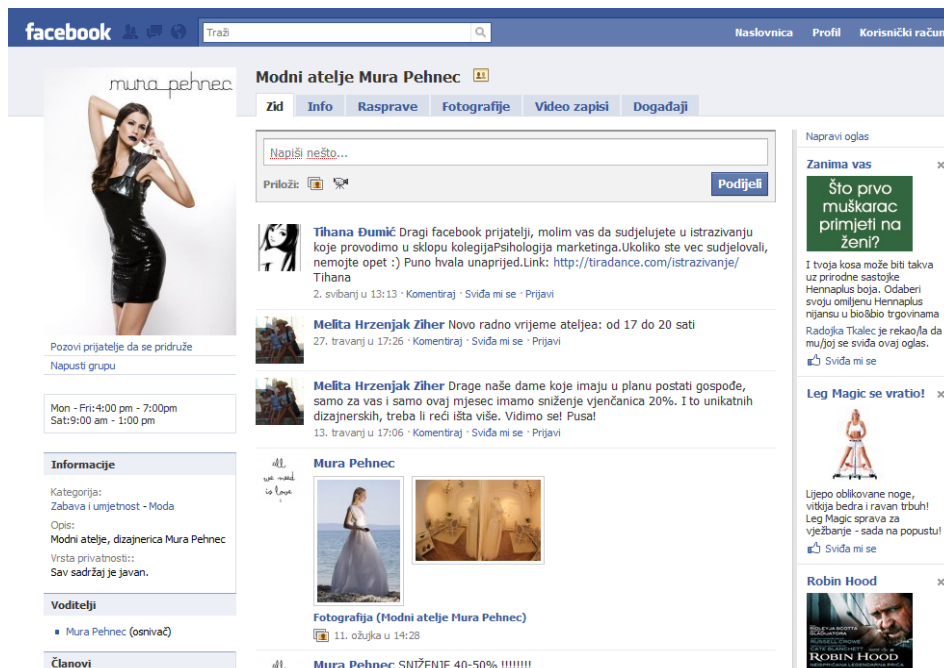 facebook
Traži
Naslovnica Profil Korisnički račun
mura pehnec
Modni atelje Mura Pehnec
Zid Info Rasprave Fotografije Video zapisi Događaji
Napiši nešto...
Priloži:
Podijeli
Tihana Đumić Dragi facebook prijatelji, molim vas da sudjelujete u istrazivanju
koje provodimo u sklopu kolegijaPsihologija marketinga.Ukoliko ste vec sudjelovali,
nemojte opet :) Puno hvala unaprijed.Link: http://tiradance.com/istrazivanje/
Tihana
2. svibanj u 13:13 · Komentiraj · Sviđa mi se · Prijavi
Melita Hrzenjak Ziher Novo radno vrijeme ateljea: od 17 do 20 sati
27. travanj u 17:26 · Komentiraj · Sviđa mi se · Prijavi
Melita Hrzenjak Ziher Drage naše dame koje imaju u planu postati gospođe,
samo za vas i samo ovaj mjesec imamo sniženje vjenčanica 20%. I to unikatnih
dizajnerskih, treba li reći išta više. Vidimo se! Pusa!
13. travanj u 17:06 · Komentiraj · Sviđa mi se · Prijavi
all
we need
is love
Mura Pehnec
Fotografija (Modni atelje Mura Pehnec)
11. ožujka u 14:28
all
Mura Pehnec SNIŽENJE 40-50% !!!!!!!!
Pozovi prijatelje da se pridruže
Napusti grupu
Mon - Fri:4:00 pm - 7:00pm
Sat:9:00 am - 1:00 pm
Informacije
Kategorija:
Zabava i umjetnost - Moda
Opis:
Modni atelje, dizajnerica Mura Pehnec
Vrsta privatnosti::
Sav sadržaj je javan.
Voditelji
Mura Pehnec (osnivač)
Članovi
Napravi oglas
Zanima vas
Što prvo
muškarac
primjeti na
ženi?
I tvoja kosa može biti takva
uz prirodne sastojke
Hennaplus boja. Odaberi
svoju omiljenu Hennaplus
nijansu u bio&bio trgovinama
Radojka Tkalec je rekao/la da
mu/joj se sviđa ovaj oglas.
Sviđa mi se
Leg Magic se vratio!
Lijepo oblikovane noge,
vitkija bedra i ravan trbuh!
Leg Magic sprava za
vježbanje - sada na popustu!
Sviđa mi se
Robin Hood
RUSSELL CROWE
CATE BLANCHETT
ROBIN HOOD